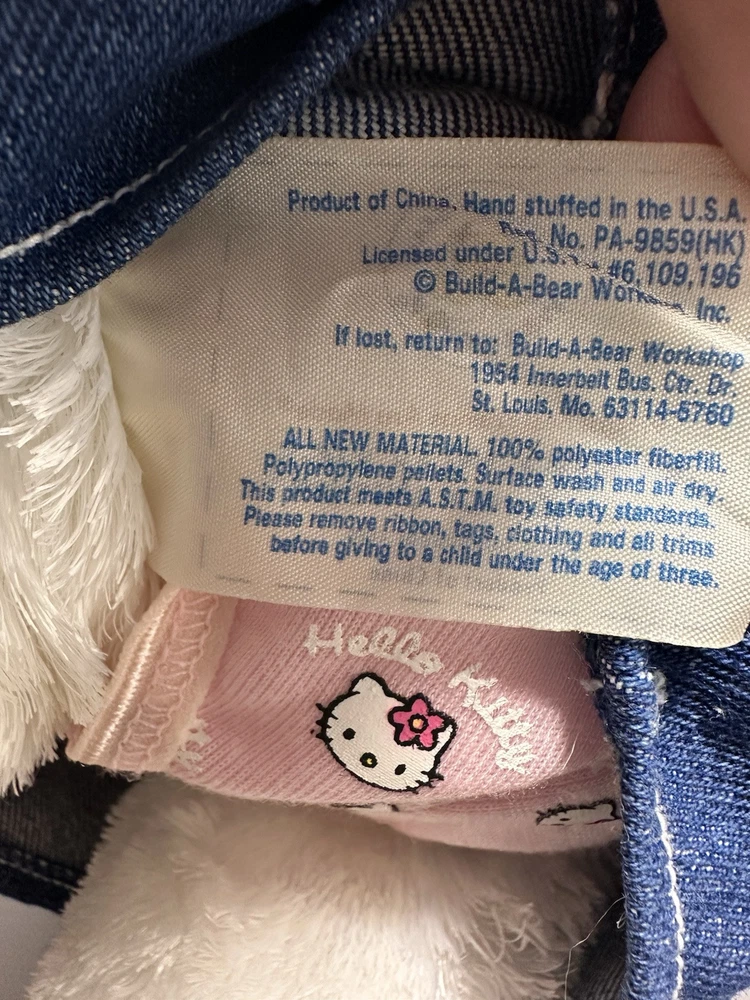 Product of China. Hand stuffed in the U.S.A.
Reg. No. PA-9859(HK)
Licensed under U.S. #6,109,196
© Build-A-Bear Workshop, Inc.
If lost, return to: Build-A-Bear Workshop
1954 Innerbelt Bus. Ctr. Dr.
St. Louis, Mo. 63114-5760
ALL NEW MATERIAL. 100% polyester fiberfill.
Polypropylene pellets. Surface wash and air dry.
This product meets A.S.T.M. toy safety standards.
Please remove ribbon, tags, clothing and all trims
before giving to a child under the age of three.
Hello Kitty